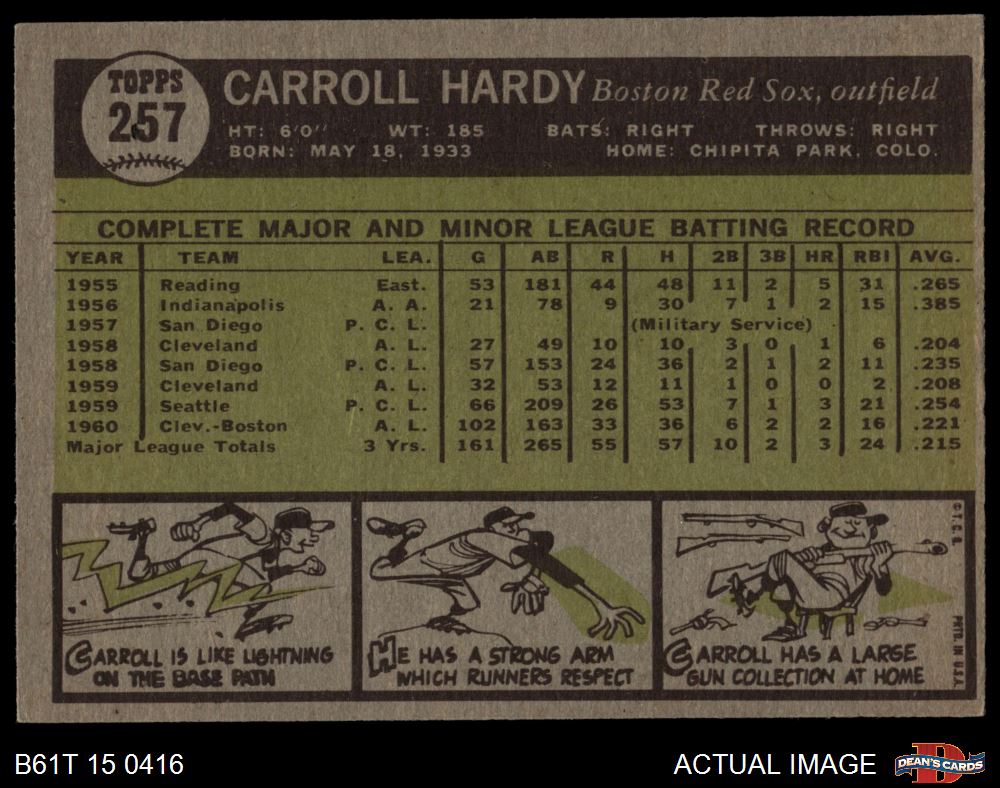 TOPPS
257
CARROLL HARDY Boston Red Sox, outfield
HT: 6'0" WT: 185 BATS: RIGHT THROWS: RIGHT
BORN: MAY 18, 1933 HOME: CHIPITA PARK, COLO.
COMPLETE MAJOR AND MINOR LEAGUE BATTING RECORD
YEAR TEAM LEA. G AB R H 2B 3B HR RBI AVG.
1955 Reading East. 53 181 44 48 11 2 5 31 .265
1956 Indianapolis A. A. 21 78 9 30 7 1 2 15 .385
1957 San Diego P. C. L. (Military Service)
1958 Cleveland A. L. 27 49 10 10 3 0 1 6 .204
1958 San Diego P. C. L. 57 153 24 36 2 1 2 11 .235
1959 Cleveland A. L. 32 53 12 11 1 0 0 2 .208
1959 Seattle P. C. L. 66 209 26 53 7 1 3 21 .254
1960 Clev.-Boston A. L. 102 163 33 36 6 2 2 16 .221
Major League Totals 3 Yrs. 161 265 55 57 10 2 3 24 .215
CARROLL IS LIKE LIGHTNING
ON THE BASE PATH
HE HAS A STRONG ARM
WHICH RUNNERS RESPECT
CARROLL HAS A LARGE
GUN COLLECTION AT HOME
© T.C.G.
PRTD. IN U.S.A.
B61T 15 0416
ACTUAL IMAGE
D
DEAN'S CARDS